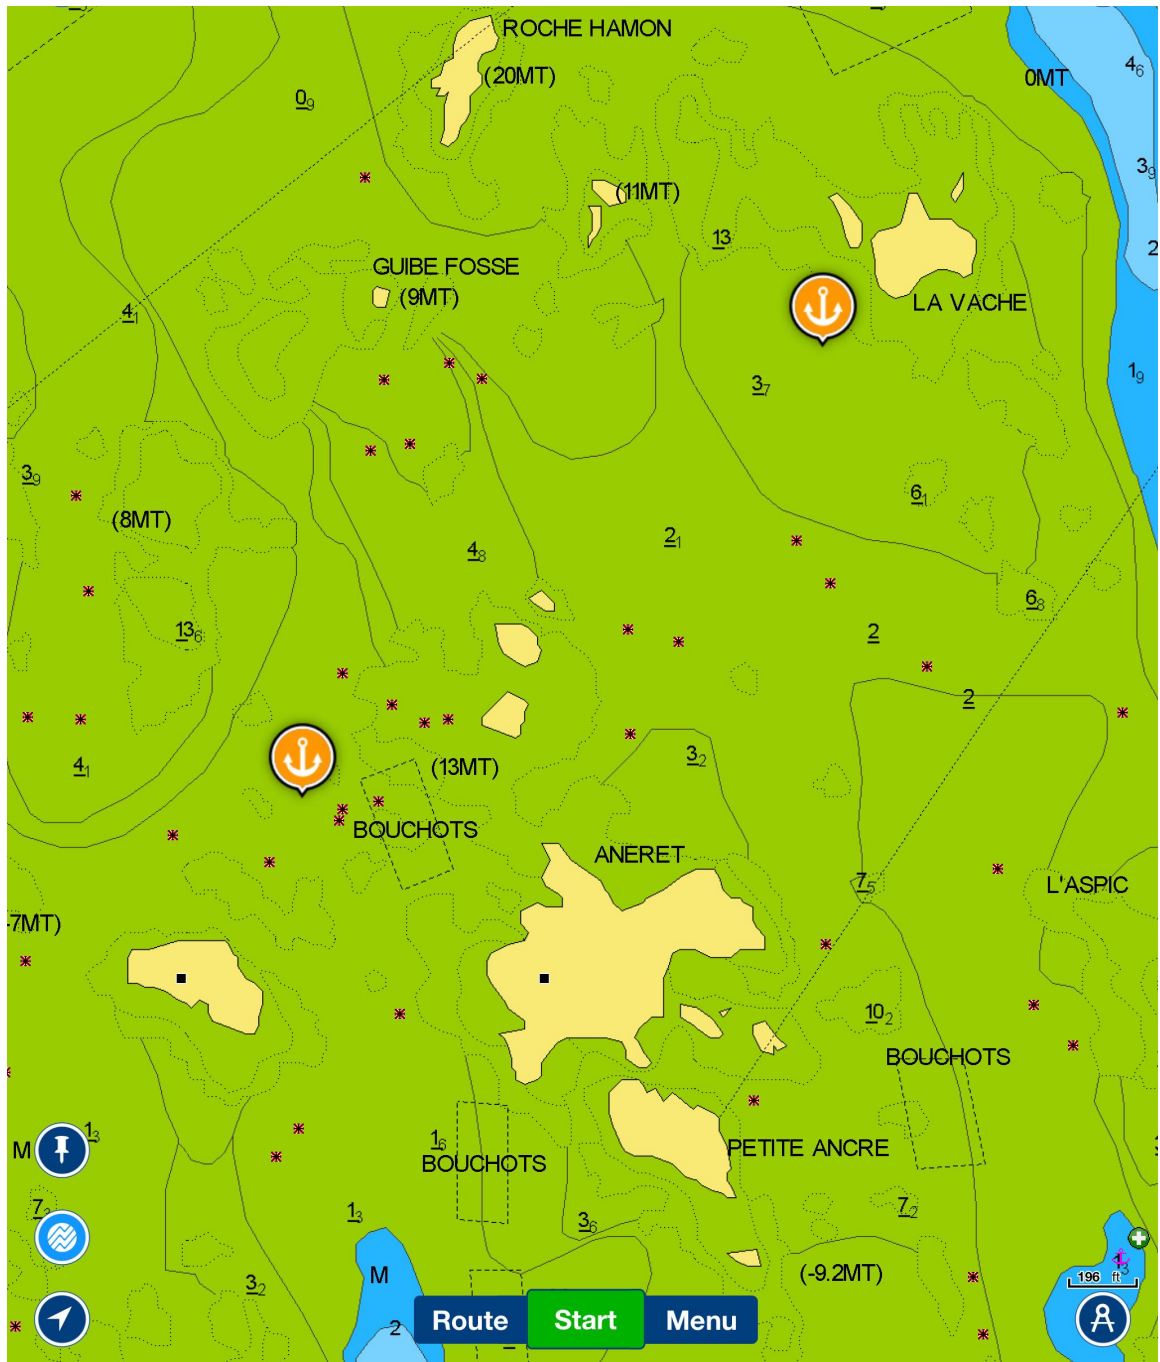 ROCHE HAMON
4₆
(20MT)
0MT
0₉
3₉
(11MT)
13
2
GUIBE FOSSE
(9MT)
LA VACHE
4₁
1₉
3₇
3₉
6₁
(8MT)
2₁
4₈
6₈
13₆
2
2
3₂
4₁
(13MT)
BOUCHOTS
ANERET
7₅
L'ASPIC
-7MT)
10₂
BOUCHOTS
1₃
1₆
M
PETITE ANCRE
BOUCHOTS
7₃
1₃
7₂
3₆
M
(-9.2MT)
3₂
196 ft
Route
Start
Menu
2